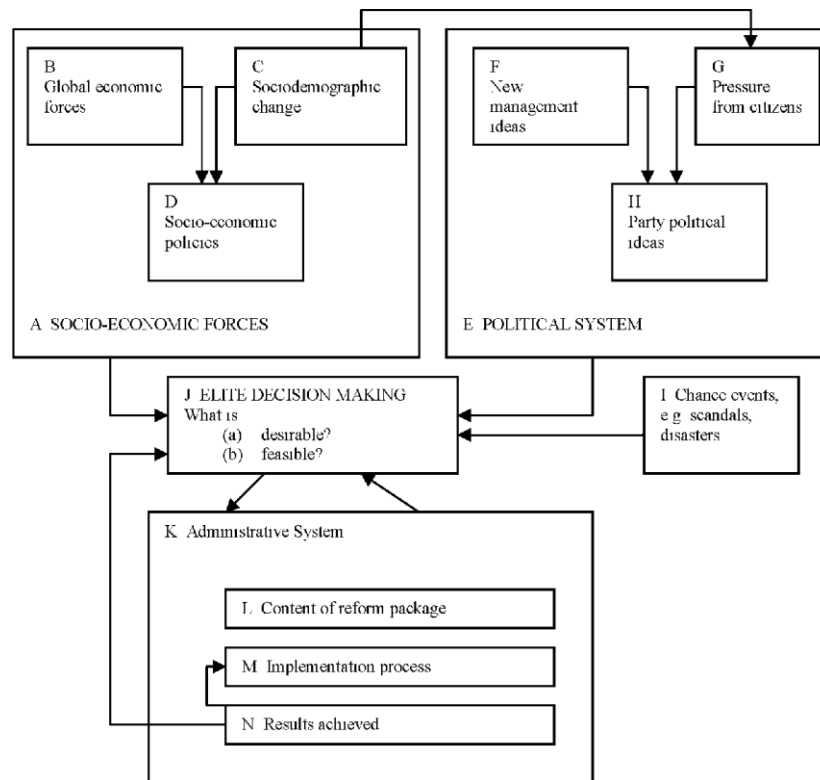 B
Global economic
forces
C
Sociodemographic
change
D
Socio-economic
policies
A SOCIO-ECONOMIC FORCES
F
New
management
ideas
G
Pressure
from citizens
H
Party political
ideas
E POLITICAL SYSTEM
J ELITE DECISION MAKING
What is
(a) desirable?
(b) feasible?
I Chance events,
e g scandals,
disasters
K Administrative System
L Content of reform package
M Implementation process
N Results achieved